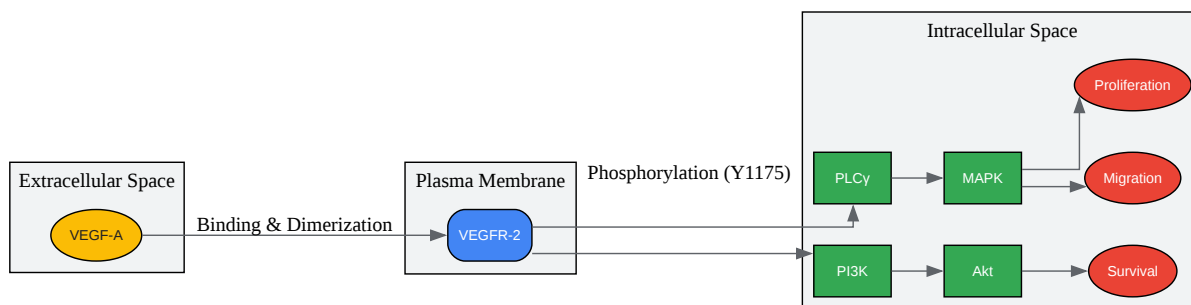 Extracellular Space
VEGF-A
Binding & Dimerization
Plasma Membrane
VEGFR-2
Phosphorylation (Y1175)
Intracellular Space
Proliferation
PLCγ
MAPK
Migration
PI3K
Akt
Survival